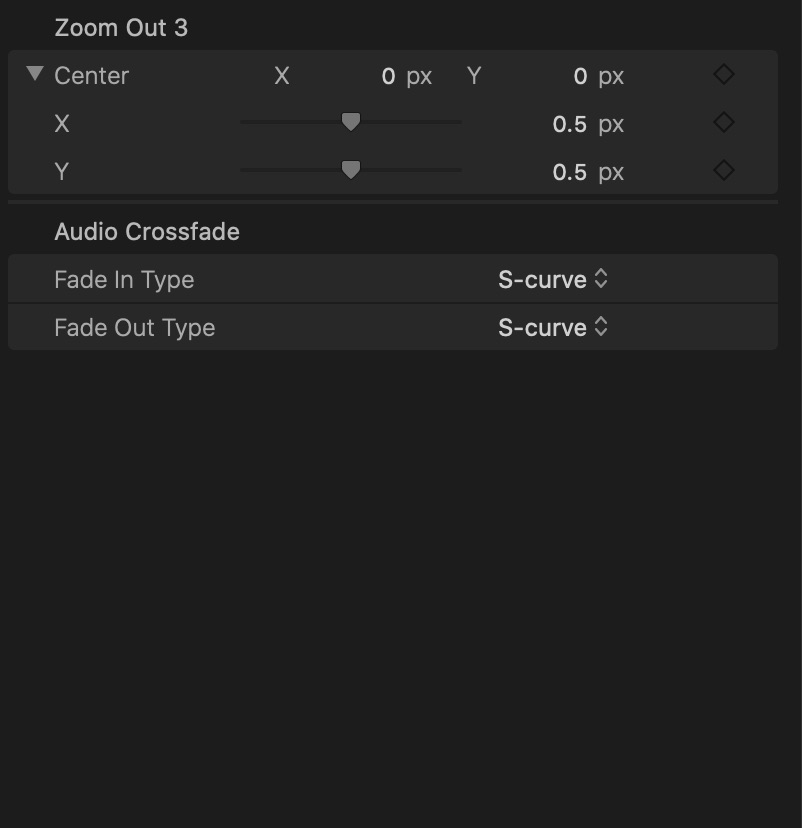 Zoom Out 3
Center X 0 px Y 0 px
X 0.5 px
Y 0.5 px
Audio Crossfade
Fade In Type S-curve
Fade Out Type S-curve